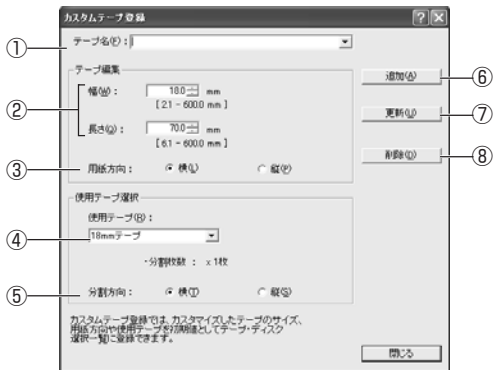 カスタムテープ登録
① テープ名(F):
⑥ 追加(A)
テープ編集
② 幅(W): 18.0 mm
[ 2.1 - 600.0 mm ]
⑦ 更新(U)
長さ(Q): 70.0 mm
[ 6.1 - 600.0 mm ]
⑧ 削除(D)
③ 用紙方向: 横(L) 縦(P)
使用テープ選択
使用テープ(R):
④ 18mmテープ
・分割枚数 : x 1枚
⑤ 分割方向: 横(T) 縦(S)
カスタムテープ登録では、カスタマイズしたテープのサイズ、
用紙方向や使用テープを初期値としてテープ・ディスク
選択一覧に登録できます。
閉じる